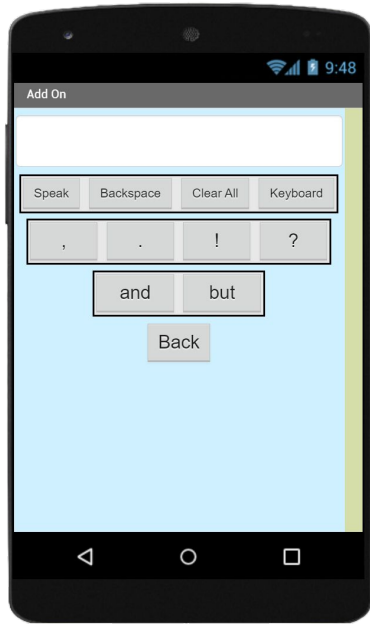 9:48
Add On
Speak Backspace Clear All Keyboard
, . ! ?
and but
Back